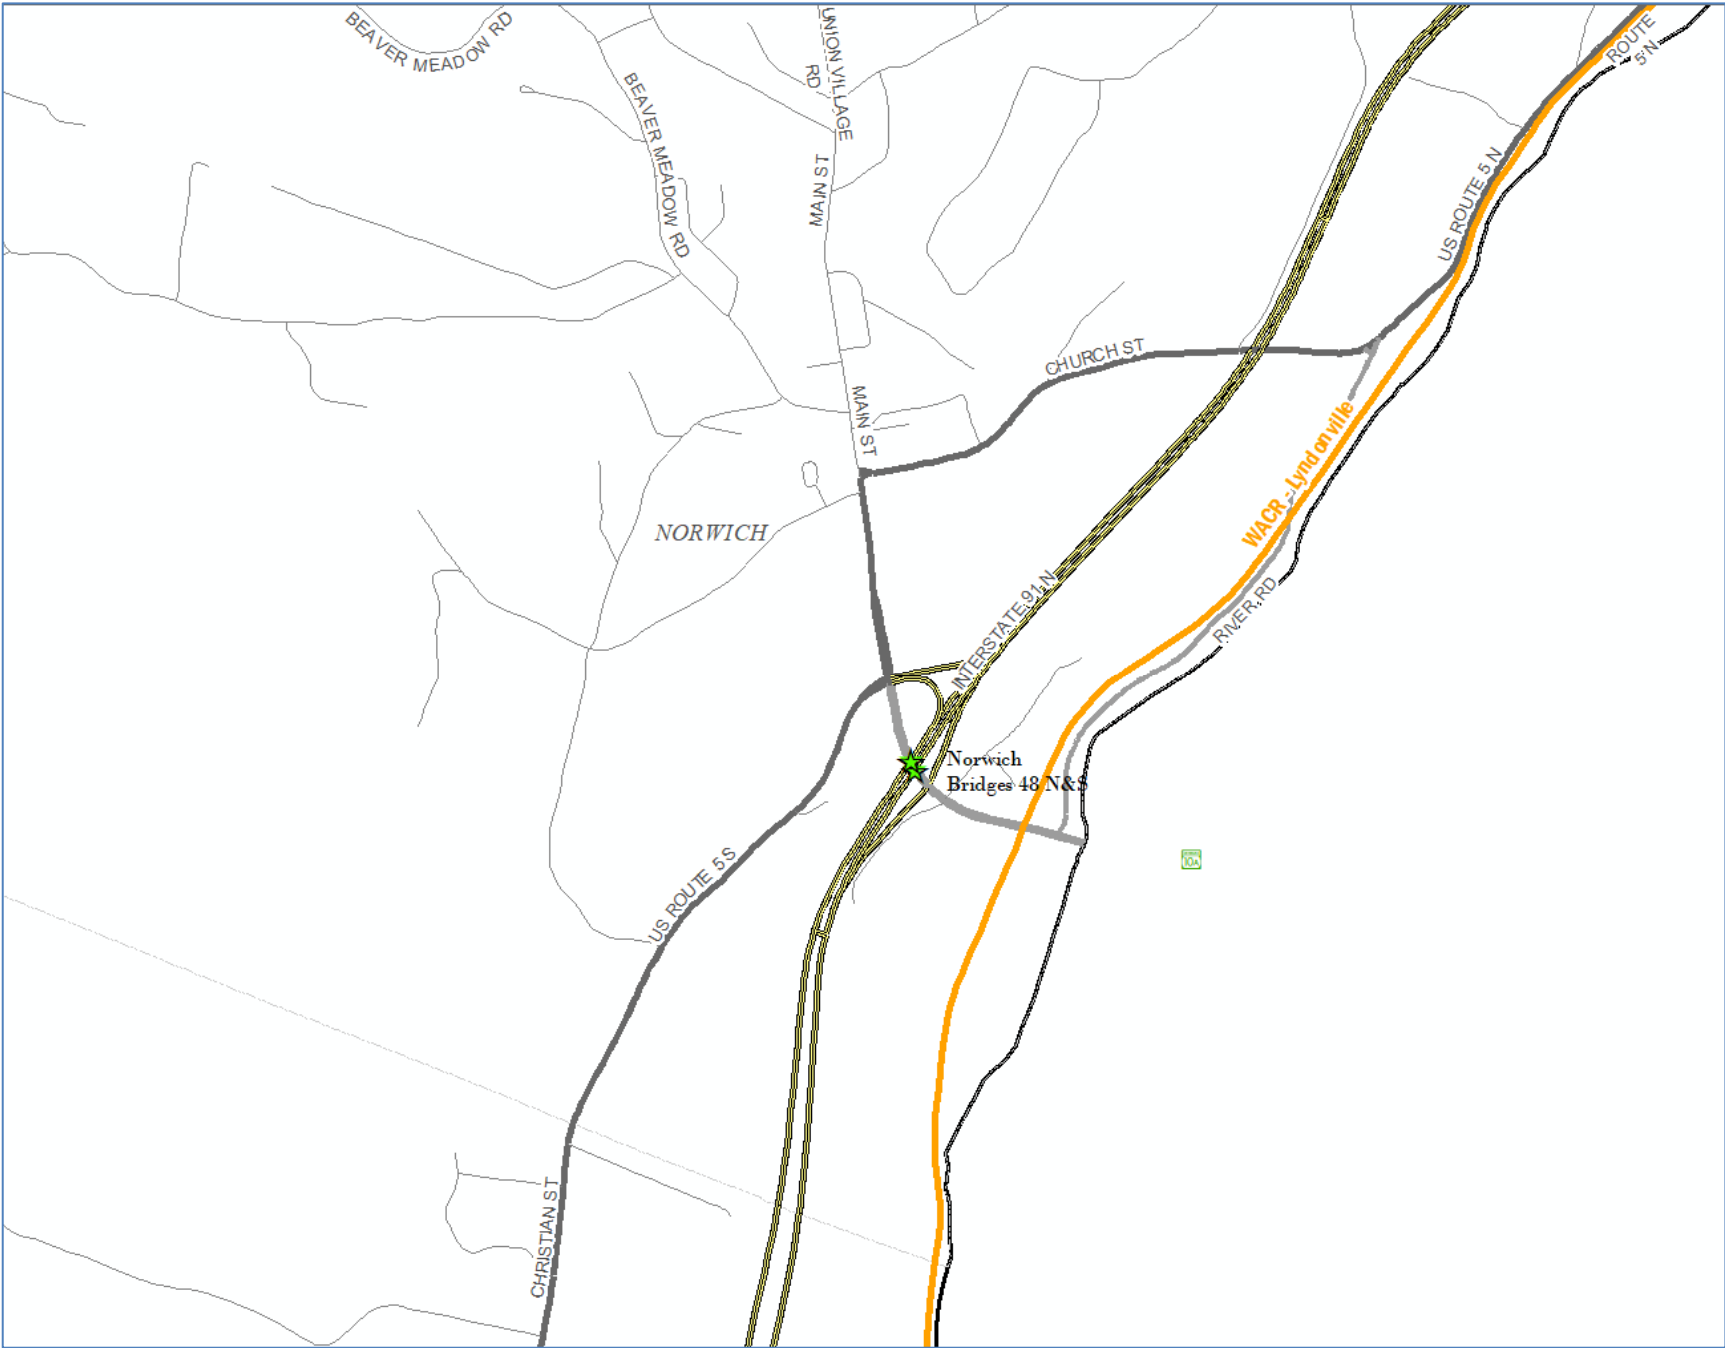 BEAVER MEADOW RD
UNION VILLAGE
RD
ROUTE
5 N
BEAVER MEADOW RD
MAIN ST
US ROUTE 5 N
CHURCH ST
MAIN ST
WACR - Lyndonville
NORWICH
INTERSTATE 91 N
RIVER RD
Norwich
Bridges 48 N&S
10A
US ROUTE 5 S
CHRISTIAN ST